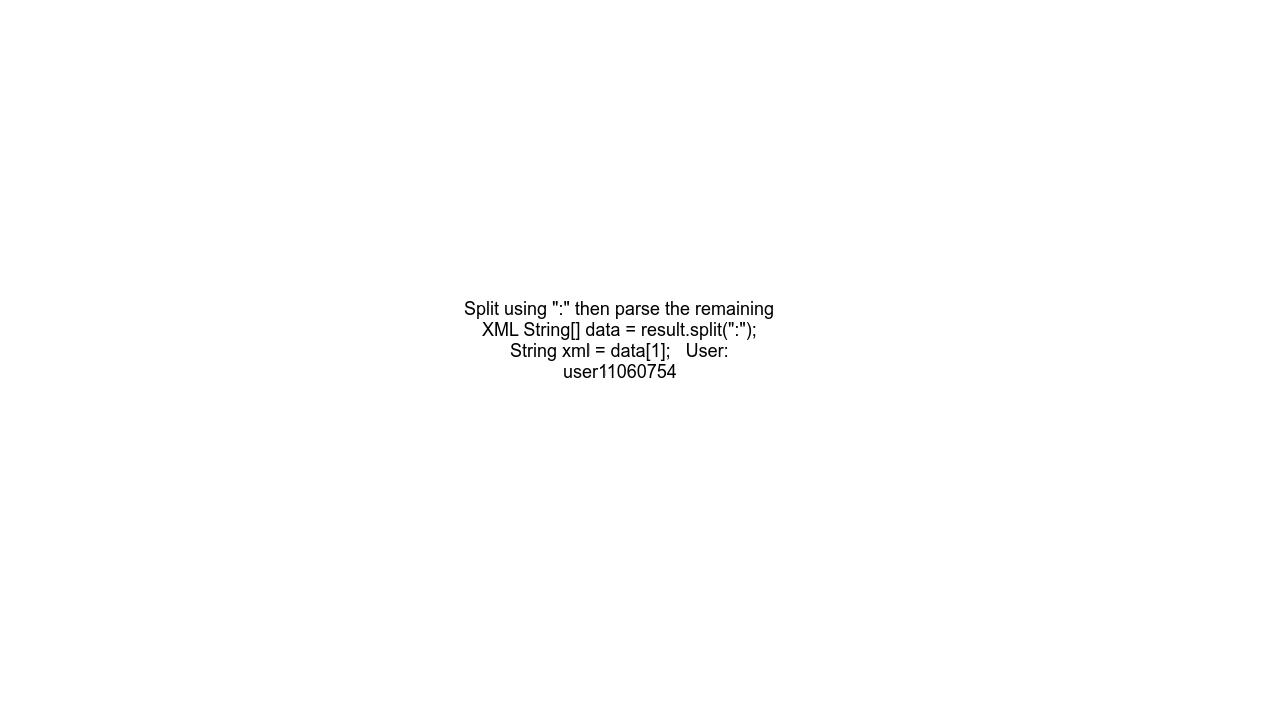 Split using ":" then parse the remaining
XML String[] data = result.split(":");
String xml = data[1];   User:
user11060754